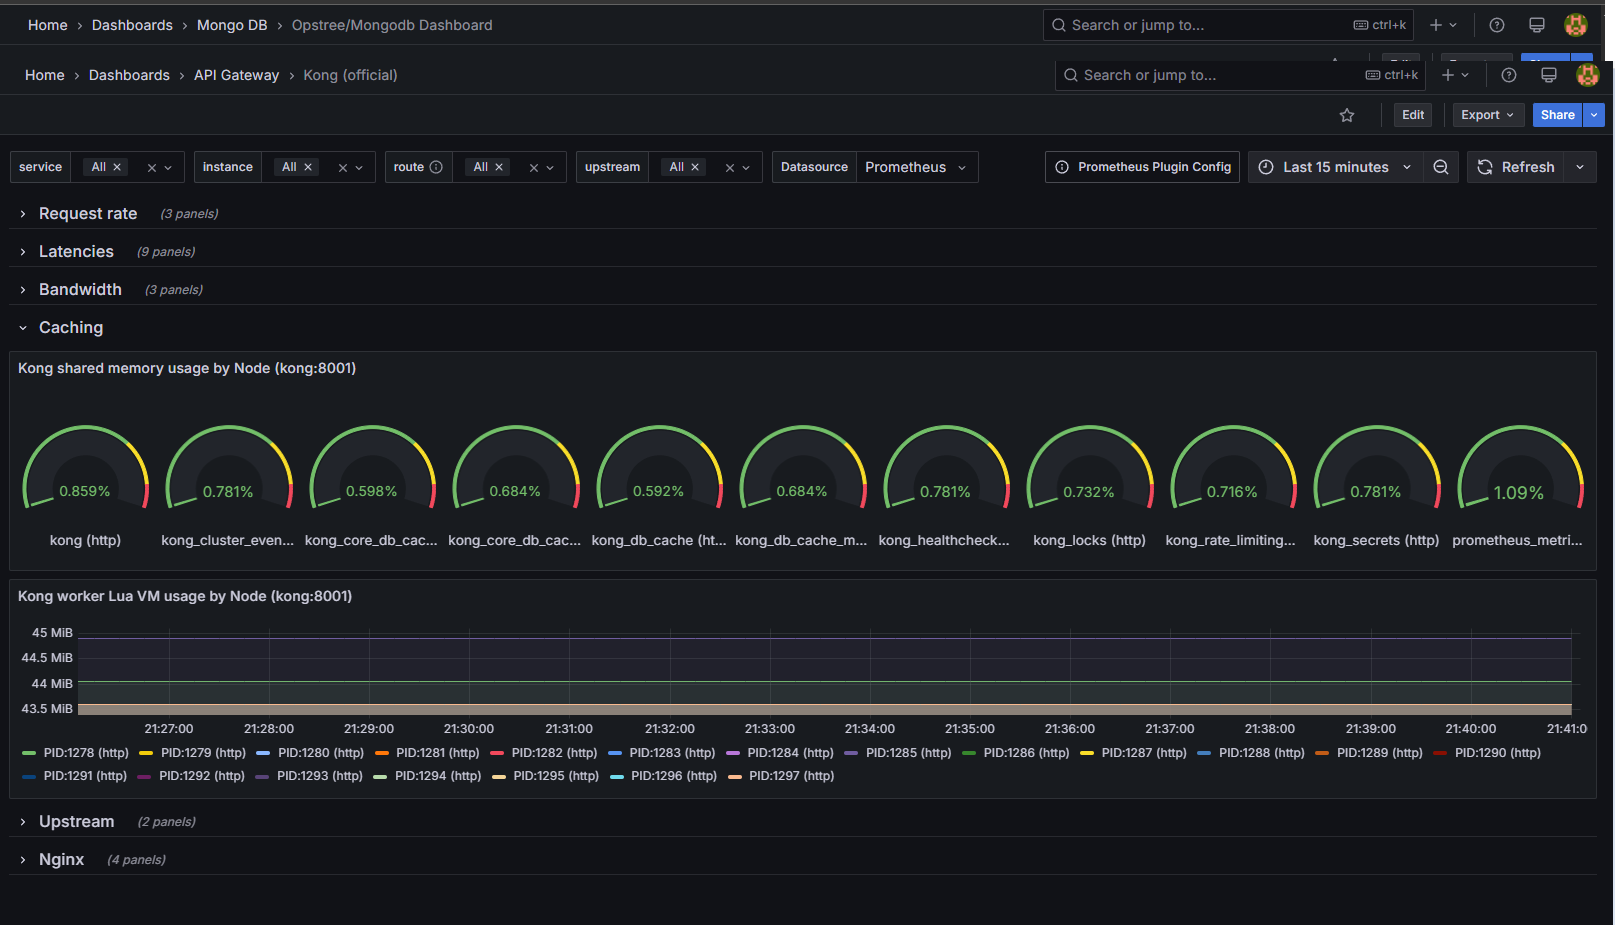 Home › Dashboards › Mongo DB › Opstree/Mongodb Dashboard Search or jump to... ctrl+k
Home › Dashboards › API Gateway › Kong (official) Search or jump to... ctrl+k
Edit Export Share
service All instance All route All upstream All Datasource Prometheus Prometheus Plugin Config Last 15 minutes Refresh
Request rate (3 panels)
Latencies (9 panels)
Bandwidth (3 panels)
Caching
Kong shared memory usage by Node (kong:8001)
0.859% 0.781% 0.598% 0.684% 0.592% 0.684% 0.781% 0.732% 0.716% 0.781% 1.09%
kong (http) kong_cluster_even... kong_core_db_cac... kong_core_db_cac... kong_db_cache (ht... kong_db_cache_m... kong_healthcheck... kong_locks (http) kong_rate_limiting... kong_secrets (http) prometheus_metri...
Kong worker Lua VM usage by Node (kong:8001)
45 MiB
44.5 MiB
44 MiB
43.5 MiB
21:27:00 21:28:00 21:29:00 21:30:00 21:31:00 21:32:00 21:33:00 21:34:00 21:35:00 21:36:00 21:37:00 21:38:00 21:39:00 21:40:00 21:41:0
PID:1278 (http) PID:1279 (http) PID:1280 (http) PID:1281 (http) PID:1282 (http) PID:1283 (http) PID:1284 (http) PID:1285 (http) PID:1286 (http) PID:1287 (http) PID:1288 (http) PID:1289 (http) PID:1290 (http)
PID:1291 (http) PID:1292 (http) PID:1293 (http) PID:1294 (http) PID:1295 (http) PID:1296 (http) PID:1297 (http)
Upstream (2 panels)
Nginx (4 panels)